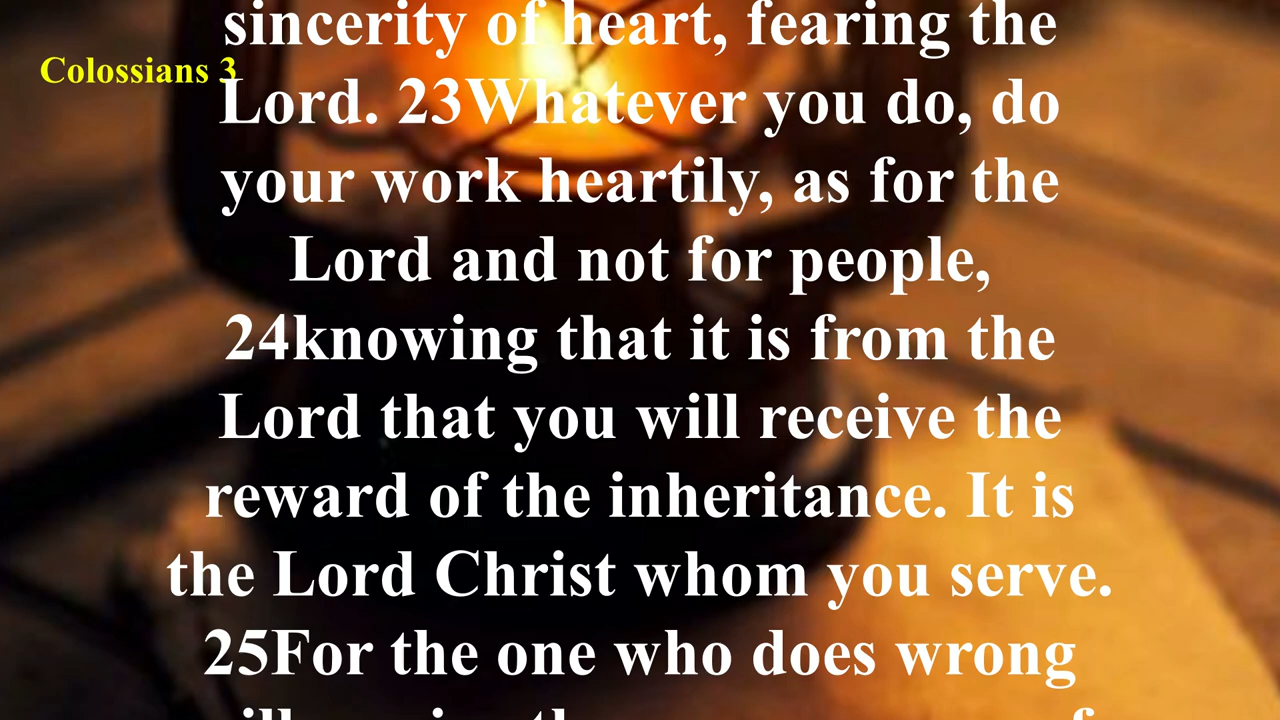 sincerity of heart, fearing the
Colossians 3
Lord. 23Whatever you do, do
your work heartily, as for the
Lord and not for people,
24knowing that it is from the
Lord that you will receive the
reward of the inheritance. It is
the Lord Christ whom you serve.
25For the one who does wrong